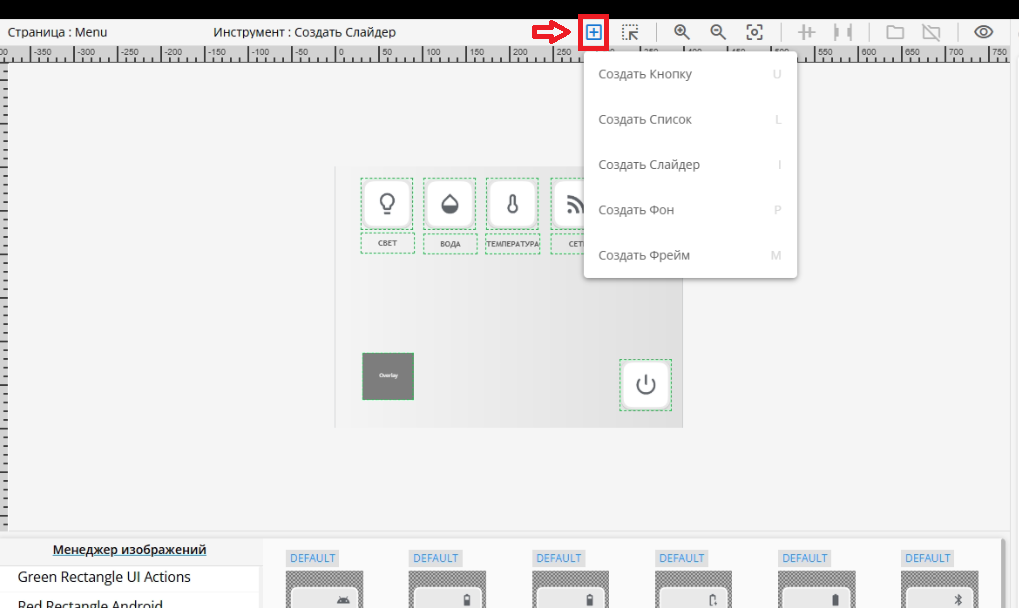 Страница : Menu
Инструмент : Создать Слайдер
-350 -300 -250 -200 -150 -100 -50 0 50 100 150 200 250 300 350 400 450 500 550 600 650 700 750
Создать Кнопку U
Создать Список L
Создать Слайдер I
Создать Фон P
Создать Фрейм M
СВЕТ
ВОДА
ТЕМПЕРАТУРА
Overlay
Менеджер изображений
Green Rectangle UI Actions
Red Rectangle Android
DEFAULT
DEFAULT
DEFAULT
DEFAULT
DEFAULT
DEFAULT